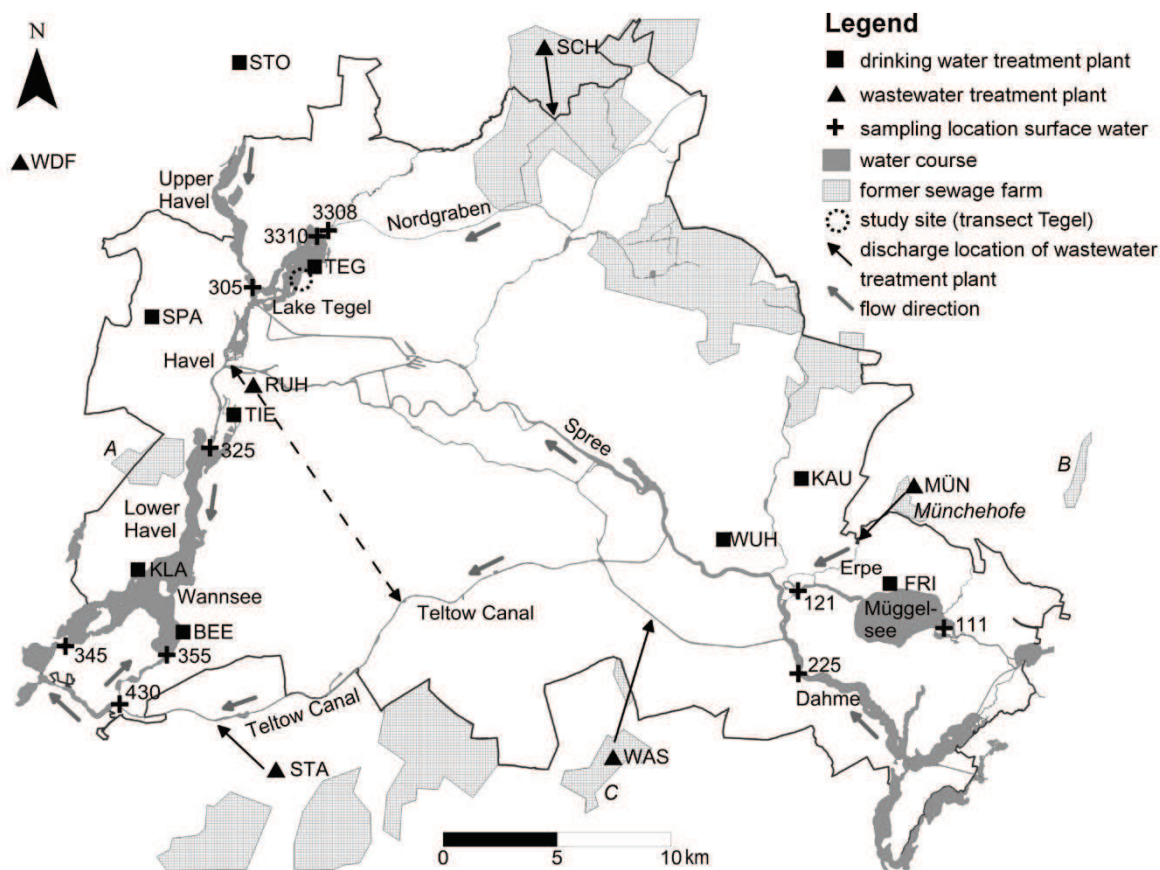 N
STO
SCH
WDF
Upper
Havel
3308
Nordgraben
3310
TEG
305
Lake Tegel
SPA
Havel
RUH
TIE
A
325
Spree
KAU
B
MÜN
Münchehofe
Lower
Havel
WUH
Erpe
KLA
FRI
Wannsee
Teltow Canal
121
Müggel-
see
111
BEE
345
355
225
430
Dahme
Teltow Canal
STA
WAS
C
0
5
10 km
Legend
drinking water treatment plant
wastewater treatment plant
sampling location surface water
water course
former sewage farm
study site (transect Tegel)
discharge location of wastewater
treatment plant
flow direction